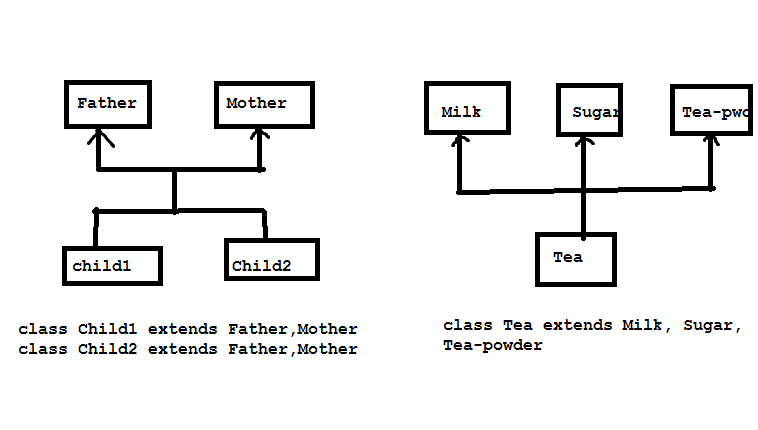 Father
Mother
child1
Child2
class Child1 extends Father,Mother
class Child2 extends Father,Mother
Milk
Sugar
Tea-pwd
Tea
class Tea extends Milk, Sugar,
Tea-powder